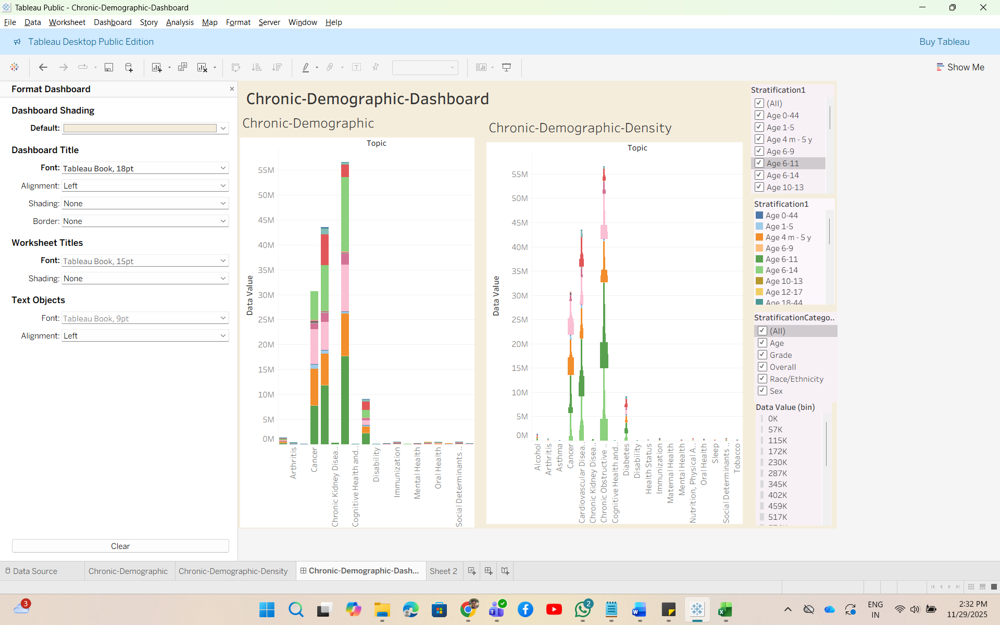 Tableau Public - Chronic-Demographic-Dashboard
File Data Worksheet Dashboard Story Analysis Map Format Server Window Help
Tableau Desktop Public Edition
Buy Tableau
Show Me
Format Dashboard
Dashboard Shading
Default:
Dashboard Title
Font: Tableau Book, 18pt
Alignment: Left
Shading: None
Border: None
Worksheet Titles
Font: Tableau Book, 15pt
Shading: None
Text Objects
Font: Tableau Book, 9pt
Alignment: Left
Clear
Chronic-Demographic-Dashboard
Chronic-Demographic
Topic
Data Value
55M
50M
45M
40M
35M
30M
25M
20M
15M
10M
5M
0M
Arthritis
Cancer
Chronic Kidney Disea..
Cognitive Health and..
Disability
Immunization
Mental Health
Oral Health
Social Determinants ..
Chronic-Demographic-Density
Topic
Data Value
55M
50M
45M
40M
35M
30M
25M
20M
15M
10M
5M
0M
Alcohol
Arthritis
Asthma
Cancer
Cardiovascular Disea..
Chronic Kidney Disea..
Chronic Obstructive ..
Cognitive Health and..
Diabetes
Disability
Health Status
Immunization
Maternal Health
Mental Health
Nutrition, Physical A..
Oral Health
Sleep
Social Determinants ..
Tobacco
Stratification1
(All)
Age 0-44
Age 1-5
Age 4 m - 5 y
Age 6-9
Age 6-11
Age 6-14
Age 10-13
Stratification1
Age 0-44
Age 1-5
Age 4 m - 5 y
Age 6-9
Age 6-11
Age 6-14
Age 10-13
Age 12-17
Age 18-44
StratificationCatego..
(All)
Age
Grade
Overall
Race/Ethnicity
Sex
Data Value (bin)
0K
57K
115K
172K
230K
287K
345K
402K
459K
517K
Data Source
Chronic-Demographic
Chronic-Demographic-Density
Chronic-Demographic-Dash...
Sheet 2
3
2
ENG
IN
2:32 PM
11/29/2025